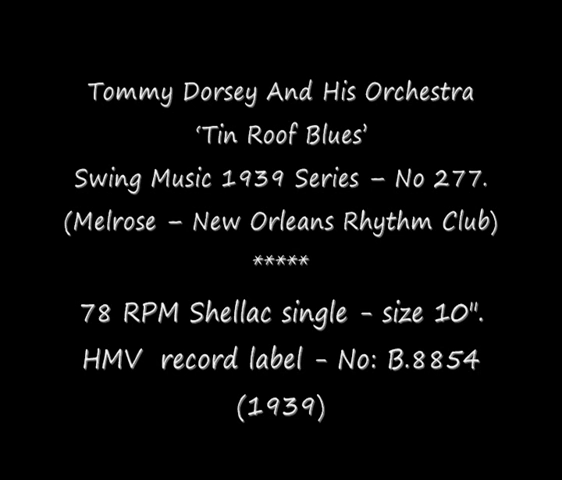 Tommy Dorsey And His Orchestra
‘Tin Roof Blues’
Swing Music 1939 Series – No 277.
(Melrose – New Orleans Rhythm Club)
*****
78 RPM Shellac single - size 10".
HMV  record label - No: B.8854
(1939)